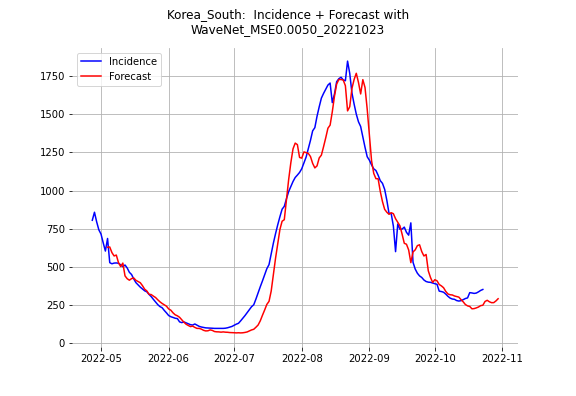 Korea_South:  Incidence + Forecast with
WaveNet_MSE0.0050_20221023
Incidence
Forecast
1750
1500
1250
1000
750
500
250
0
2022-05 2022-06 2022-07 2022-08 2022-09 2022-10 2022-11